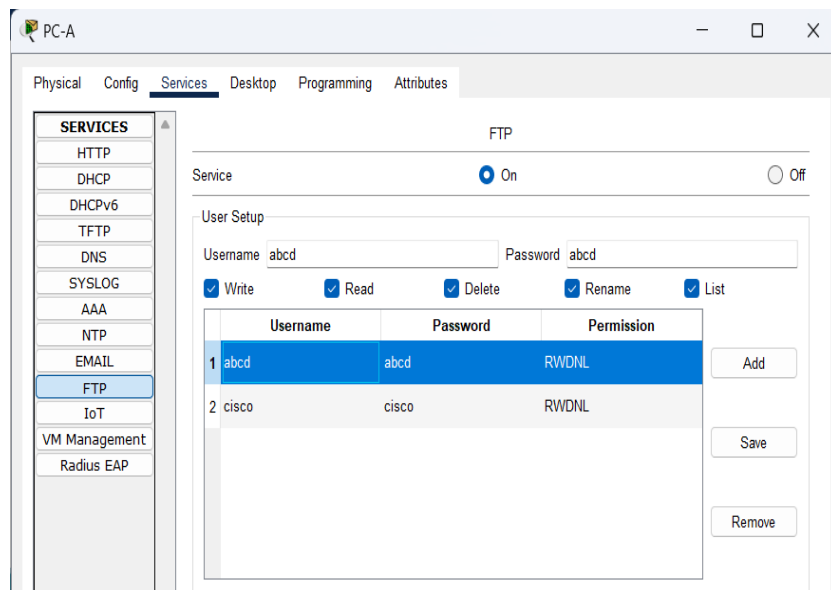 PC-A
Physical Config Services Desktop Programming Attributes
SERVICES
HTTP
DHCP
DHCPv6
TFTP
DNS
SYSLOG
AAA
NTP
EMAIL
FTP
IoT
VM Management
Radius EAP
FTP
Service On Off
User Setup
Username abcd Password abcd
Write Read Delete Rename List
Username Password Permission
1 abcd abcd RWDNL
2 cisco cisco RWDNL
Add
Save
Remove